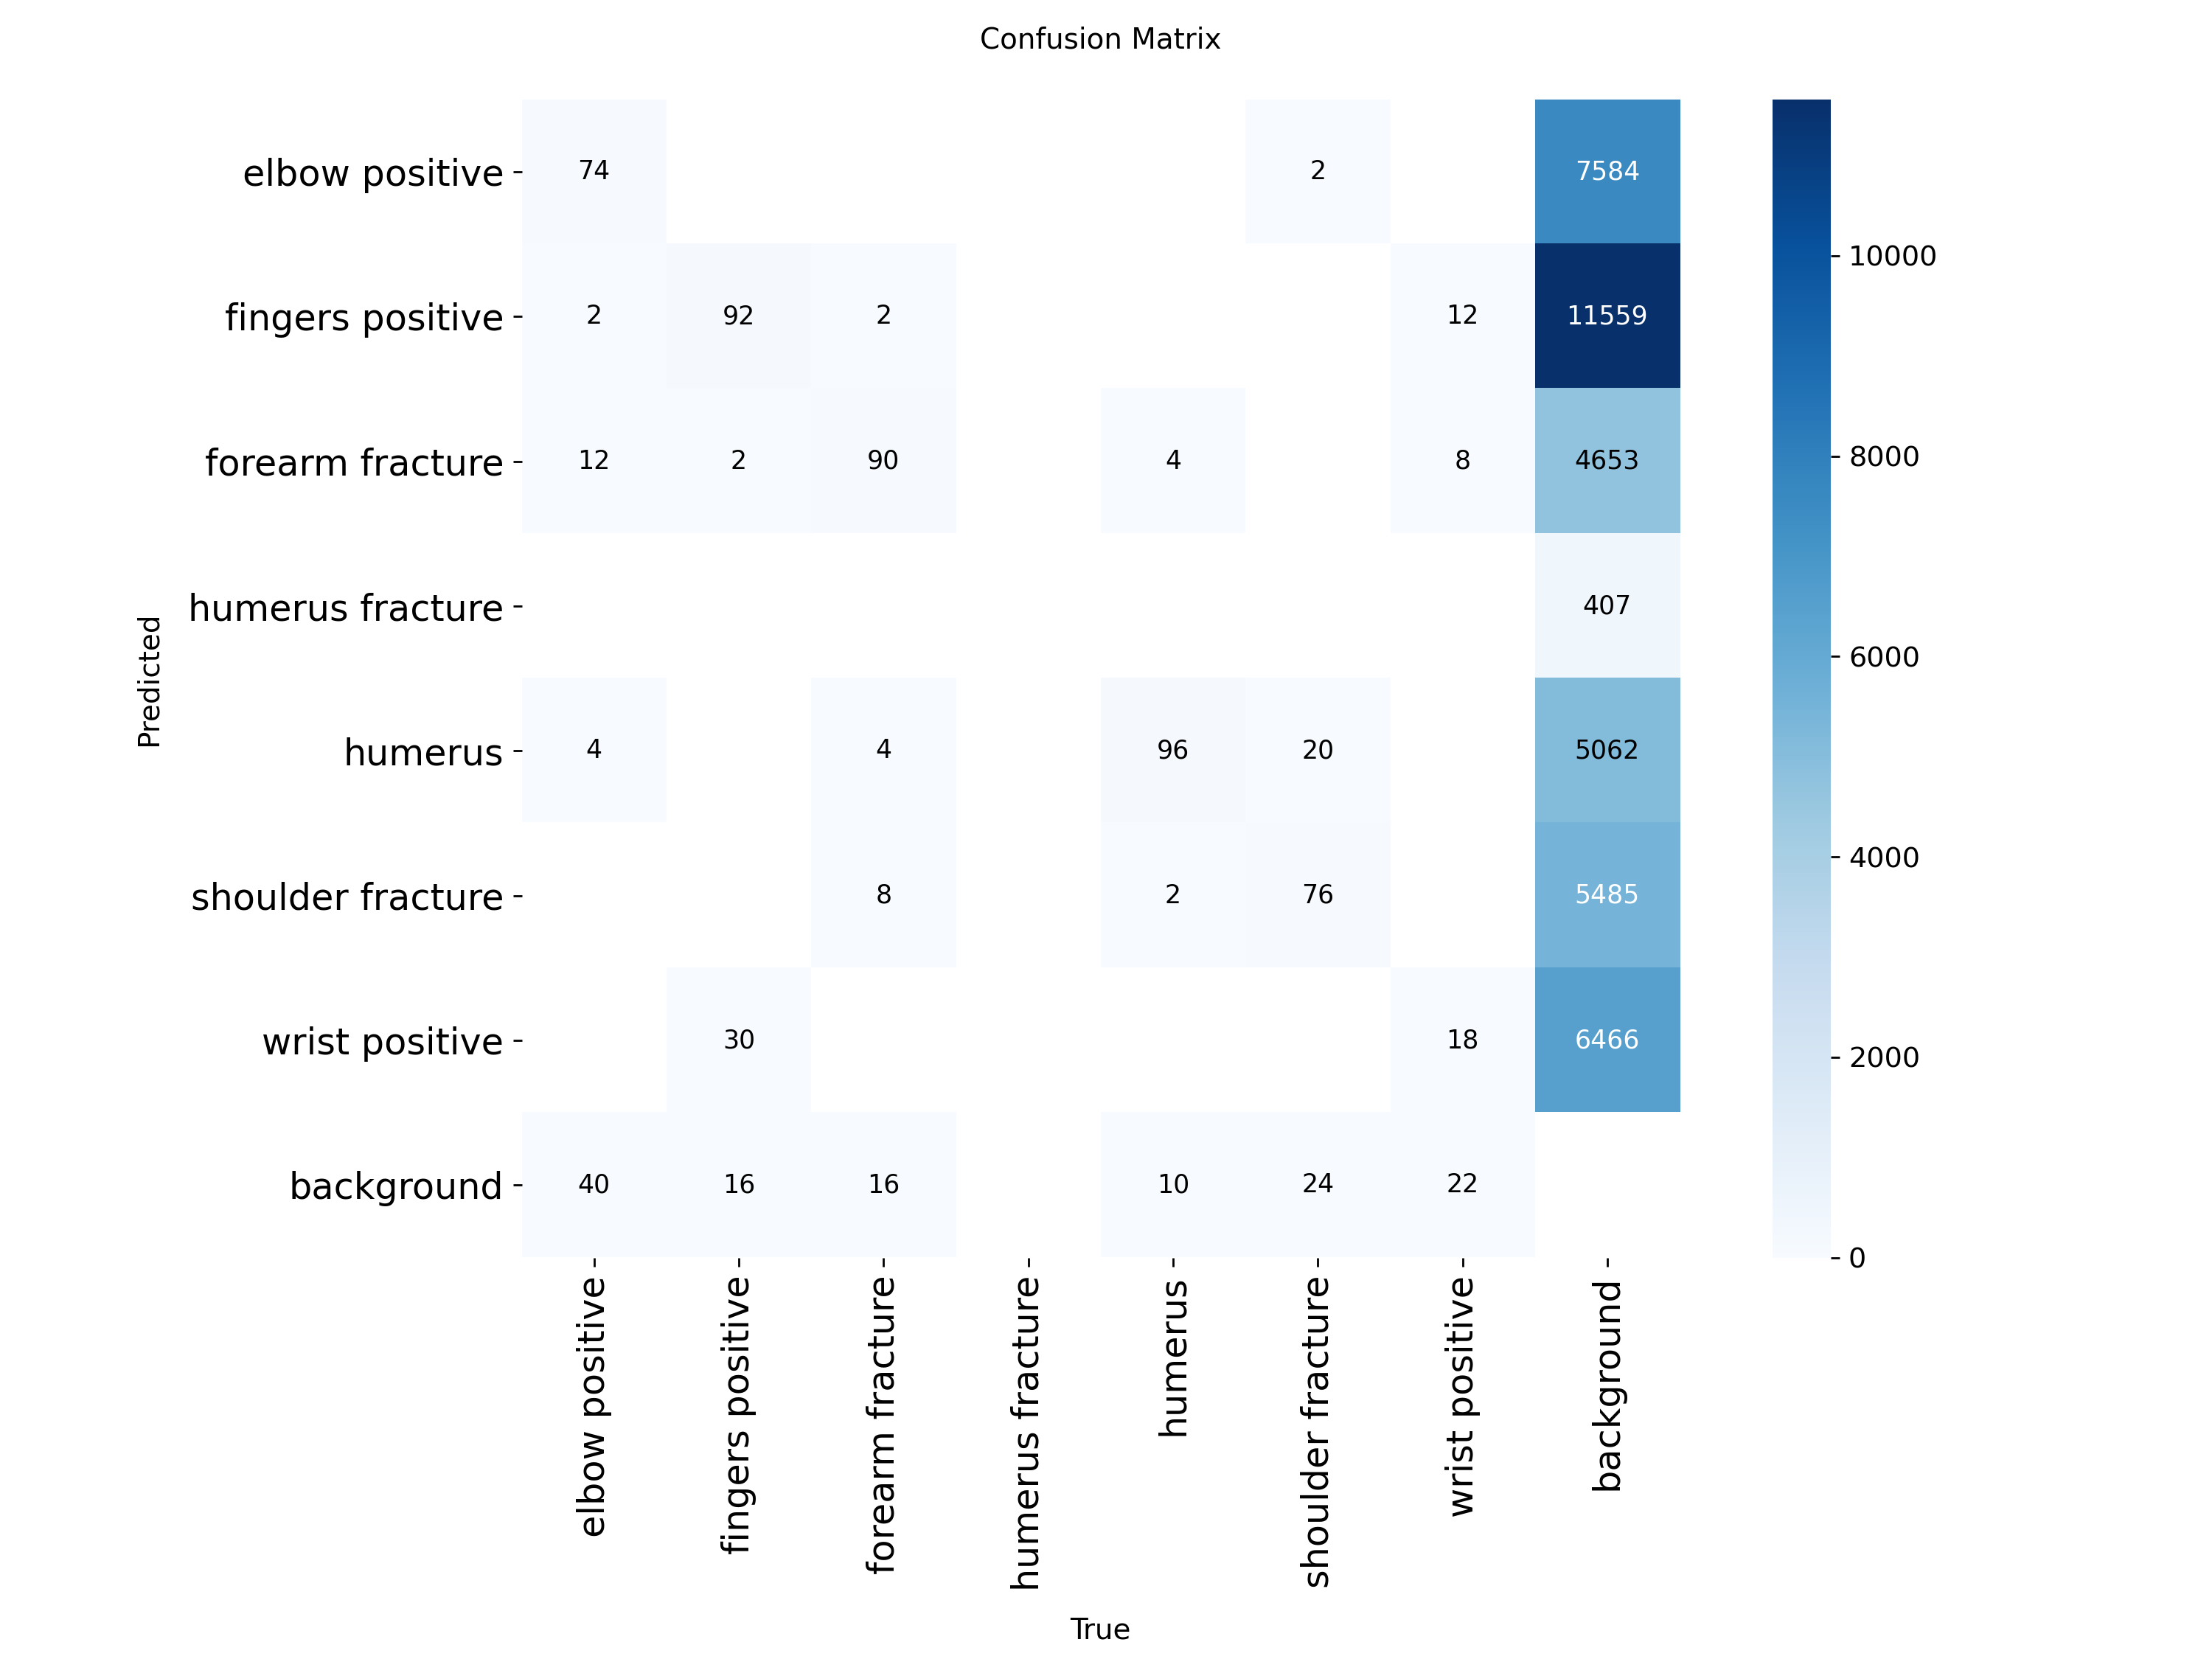 Confusion Matrix
elbow positive 74 2 7584
fingers positive 2 92 2 12 11559
forearm fracture 12 2 90 4 8 4653
humerus fracture 407
humerus 4 4 96 20 5062
shoulder fracture 8 2 76 5485
wrist positive 30 18 6466
background 40 16 16 10 24 22
Predicted
elbow positive
fingers positive
forearm fracture
humerus fracture
humerus
shoulder fracture
wrist positive
background
True
10000
8000
6000
4000
2000
0